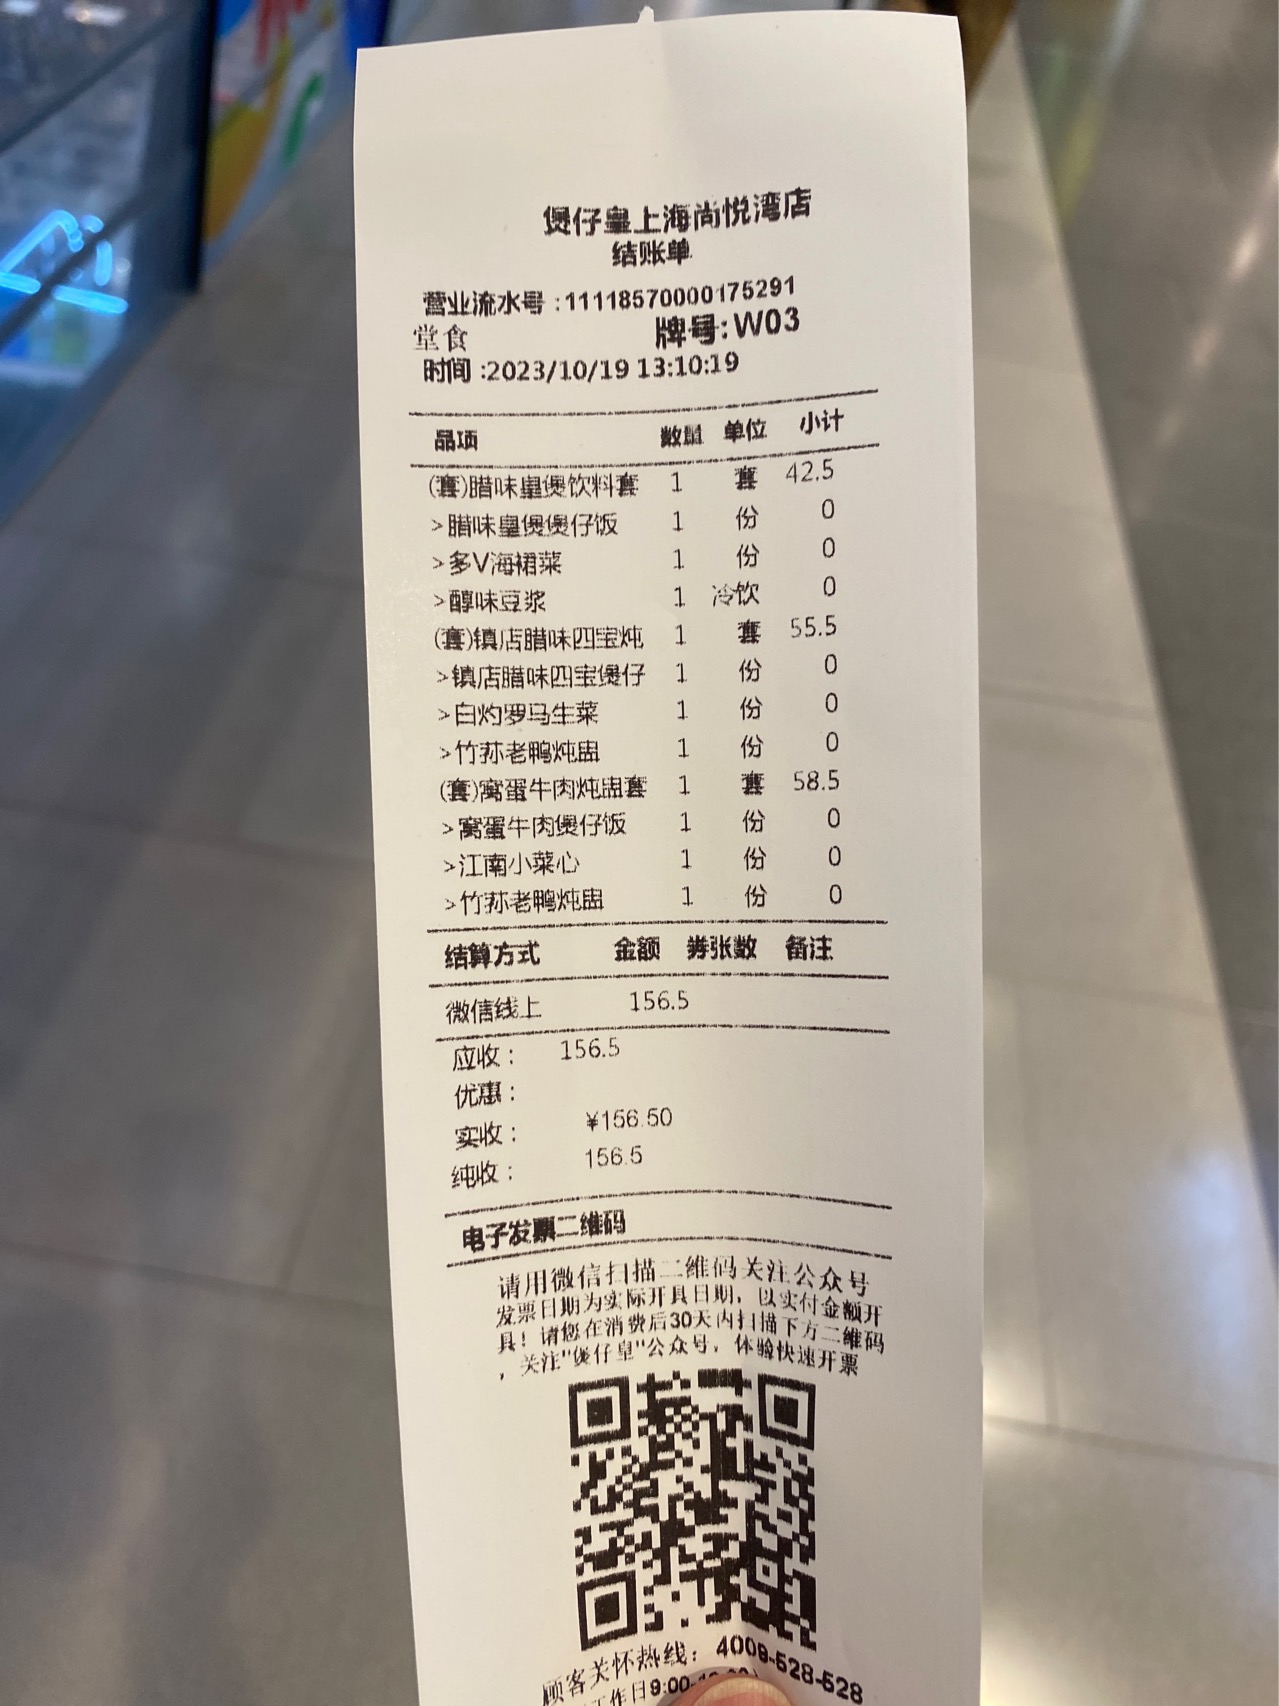 煲仔皇上海尚悦湾店
结账单
营业流水号:11118570000175291
堂食 牌号:W03
时间:2023/10/19 13:10:19
品项 数量 单位 小计
(套)腊味皇煲饮料套 1 套 42.5
>腊味皇煲煲仔饭 1 份 0
>多V海裙菜 1 份 0
>醇味豆浆 1 冷饮 0
(套)镇店腊味四宝炖 1 套 55.5
>镇店腊味四宝煲仔 1 份 0
>白灼罗马生菜 1 份 0
>竹荪老鸭炖盅 1 份 0
(套)窝蛋牛肉炖盅套 1 套 58.5
>窝蛋牛肉煲仔饭 1 份 0
>江南小菜心 1 份 0
>竹荪老鸭炖盅 1 份 0
结算方式 金额 券张数 备注
微信线上 156.5
应收: 156.5
优惠:
实收: ¥156.50
纯收: 156.5
电子发票二维码
请用微信扫描二维码关注公众号
发票日期为实际开具日期,以实付金额开
具!请您在消费后30天内扫描下方二维码
,关注"煲仔皇"公众号,体验快速开票
顾客关怀热线: 4009-528-528
工作日9:00-